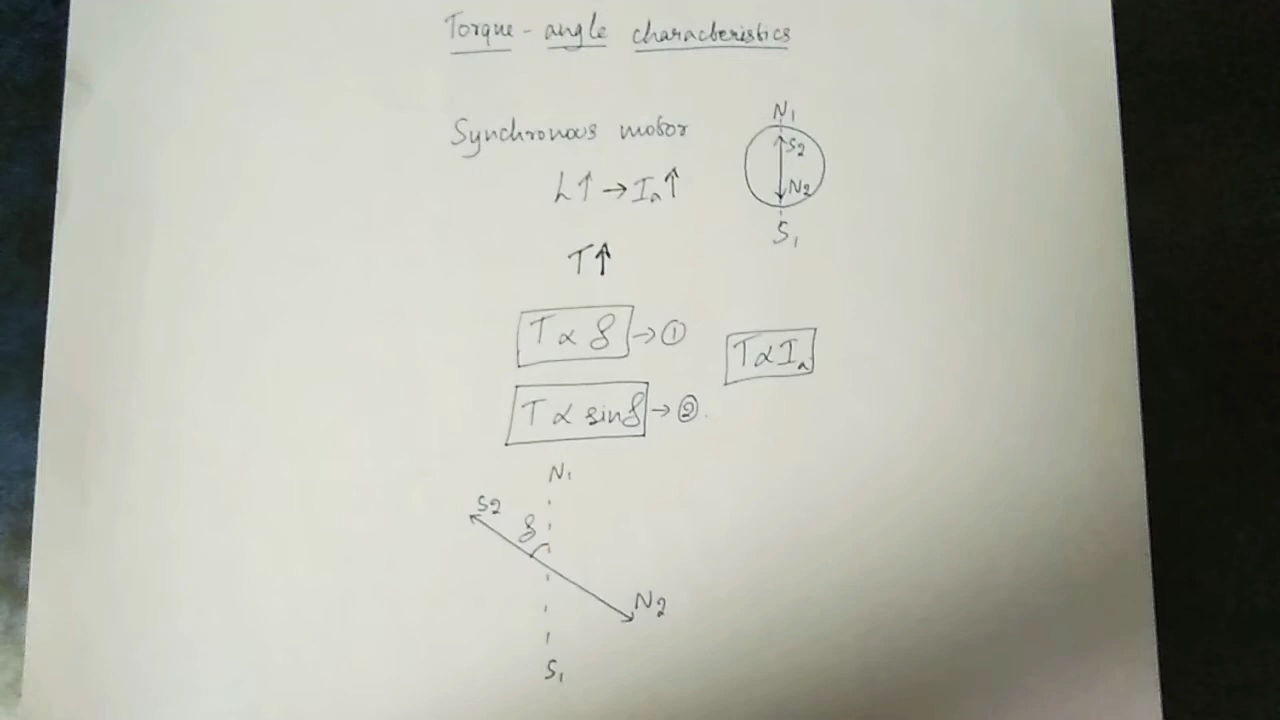 Torque - angle characteristics
Synchronous motor
L↑ → Ia↑
T↑
T ∝ δ → ①
T ∝ sinδ → ②
T ∝ Ia
N1
S2
N2
S1
N1
S2
δ
N2
S1